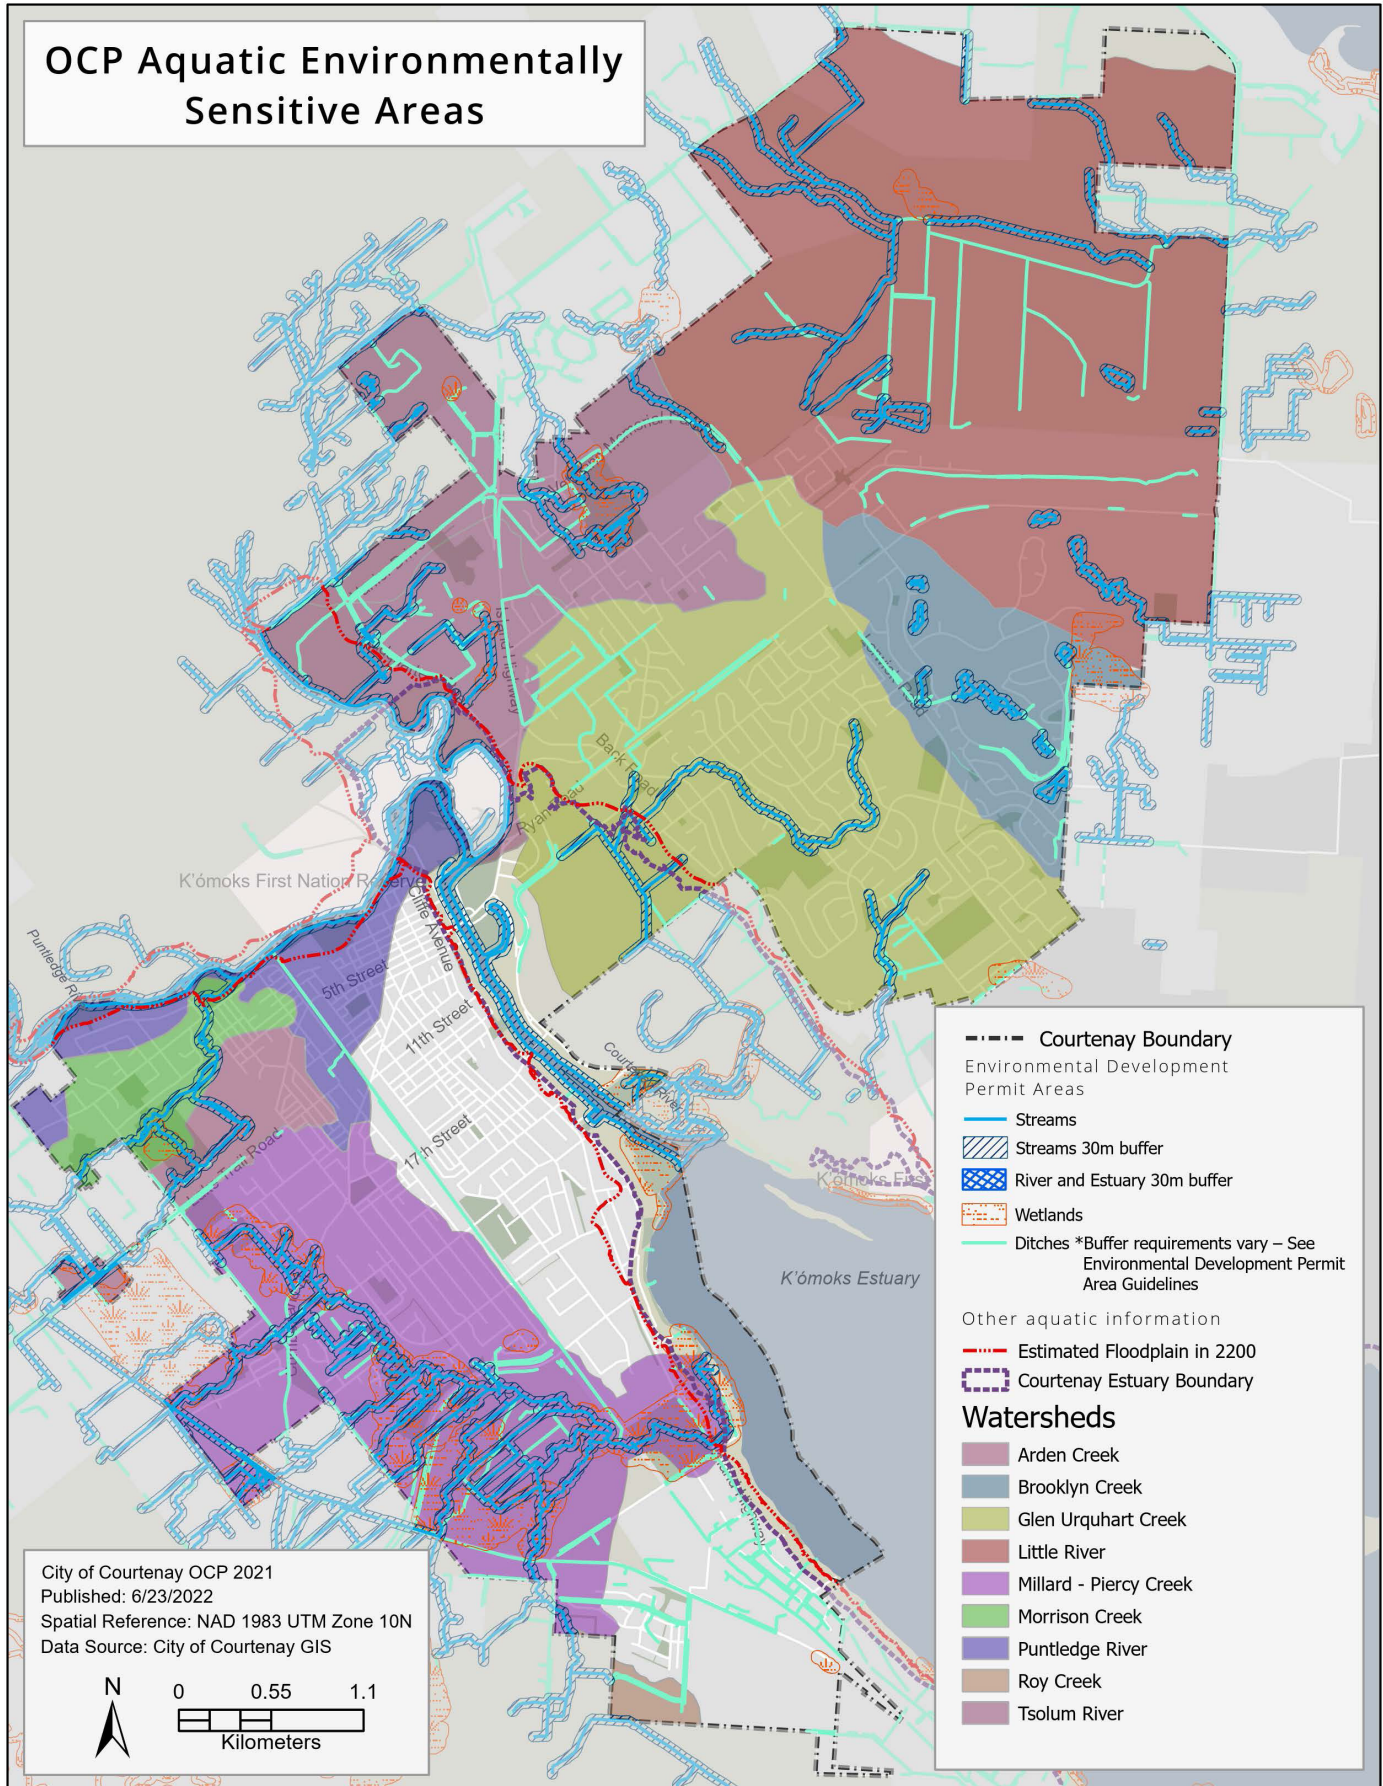 OCP Aquatic Environmentally
Sensitive Areas
Island Highway
Back Road
Ryan
K'ómoks First Nation Reserve
Cliffe Avenue
Puntledge
5th Street
11th Street
17th Street
Road
River
K'ómoks First
K'ómoks Estuary
Courtenay Boundary
Environmental Development
Permit Areas
Streams
Streams 30m buffer
River and Estuary 30m buffer
Wetlands
Ditches *Buffer requirements vary – See
Environmental Development Permit
Area Guidelines
Other aquatic information
Estimated Floodplain in 2200
Courtenay Estuary Boundary
Watersheds
Arden Creek
Brooklyn Creek
Glen Urquhart Creek
Little River
Millard - Piercy Creek
Morrison Creek
Puntledge River
Roy Creek
Tsolum River
City of Courtenay OCP 2021
Published: 6/23/2022
Spatial Reference: NAD 1983 UTM Zone 10N
Data Source: City of Courtenay GIS
N
0 0.55 1.1
Kilometers